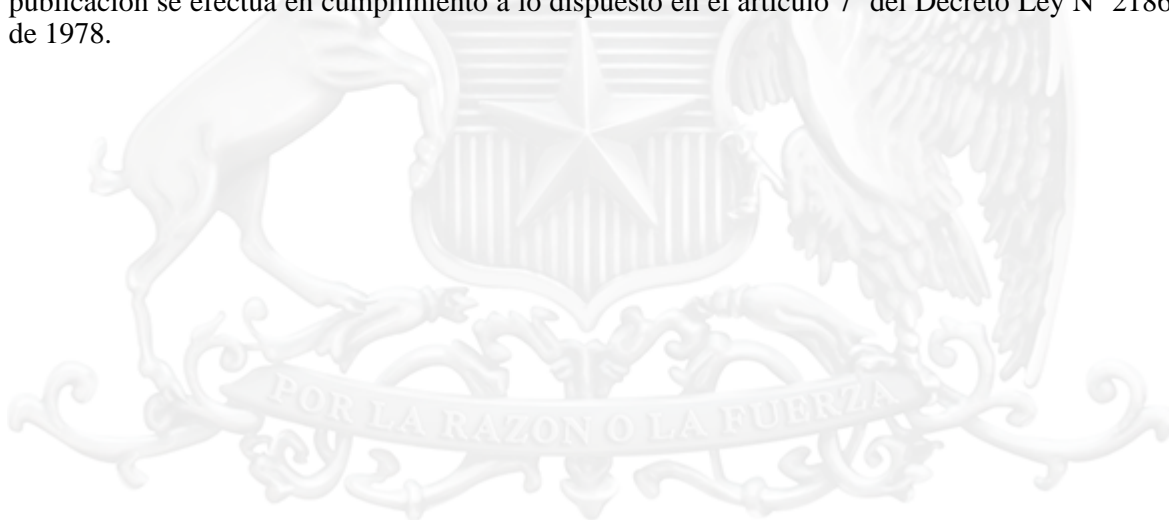 publicación se efectúa en cumplimiento a lo dispuesto en el artículo 7° del Decreto Ley N° 2186
de 1978.
POR LA RAZON O LA FUERZA